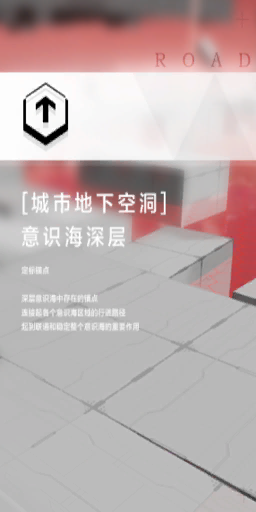 ROAD
[城市地下空洞]
意识海深层
定标锚点
深层意识海中存在的锚点
连接起各个意识海区域的行进路径
起到联通和稳定整个意识海的重要作用